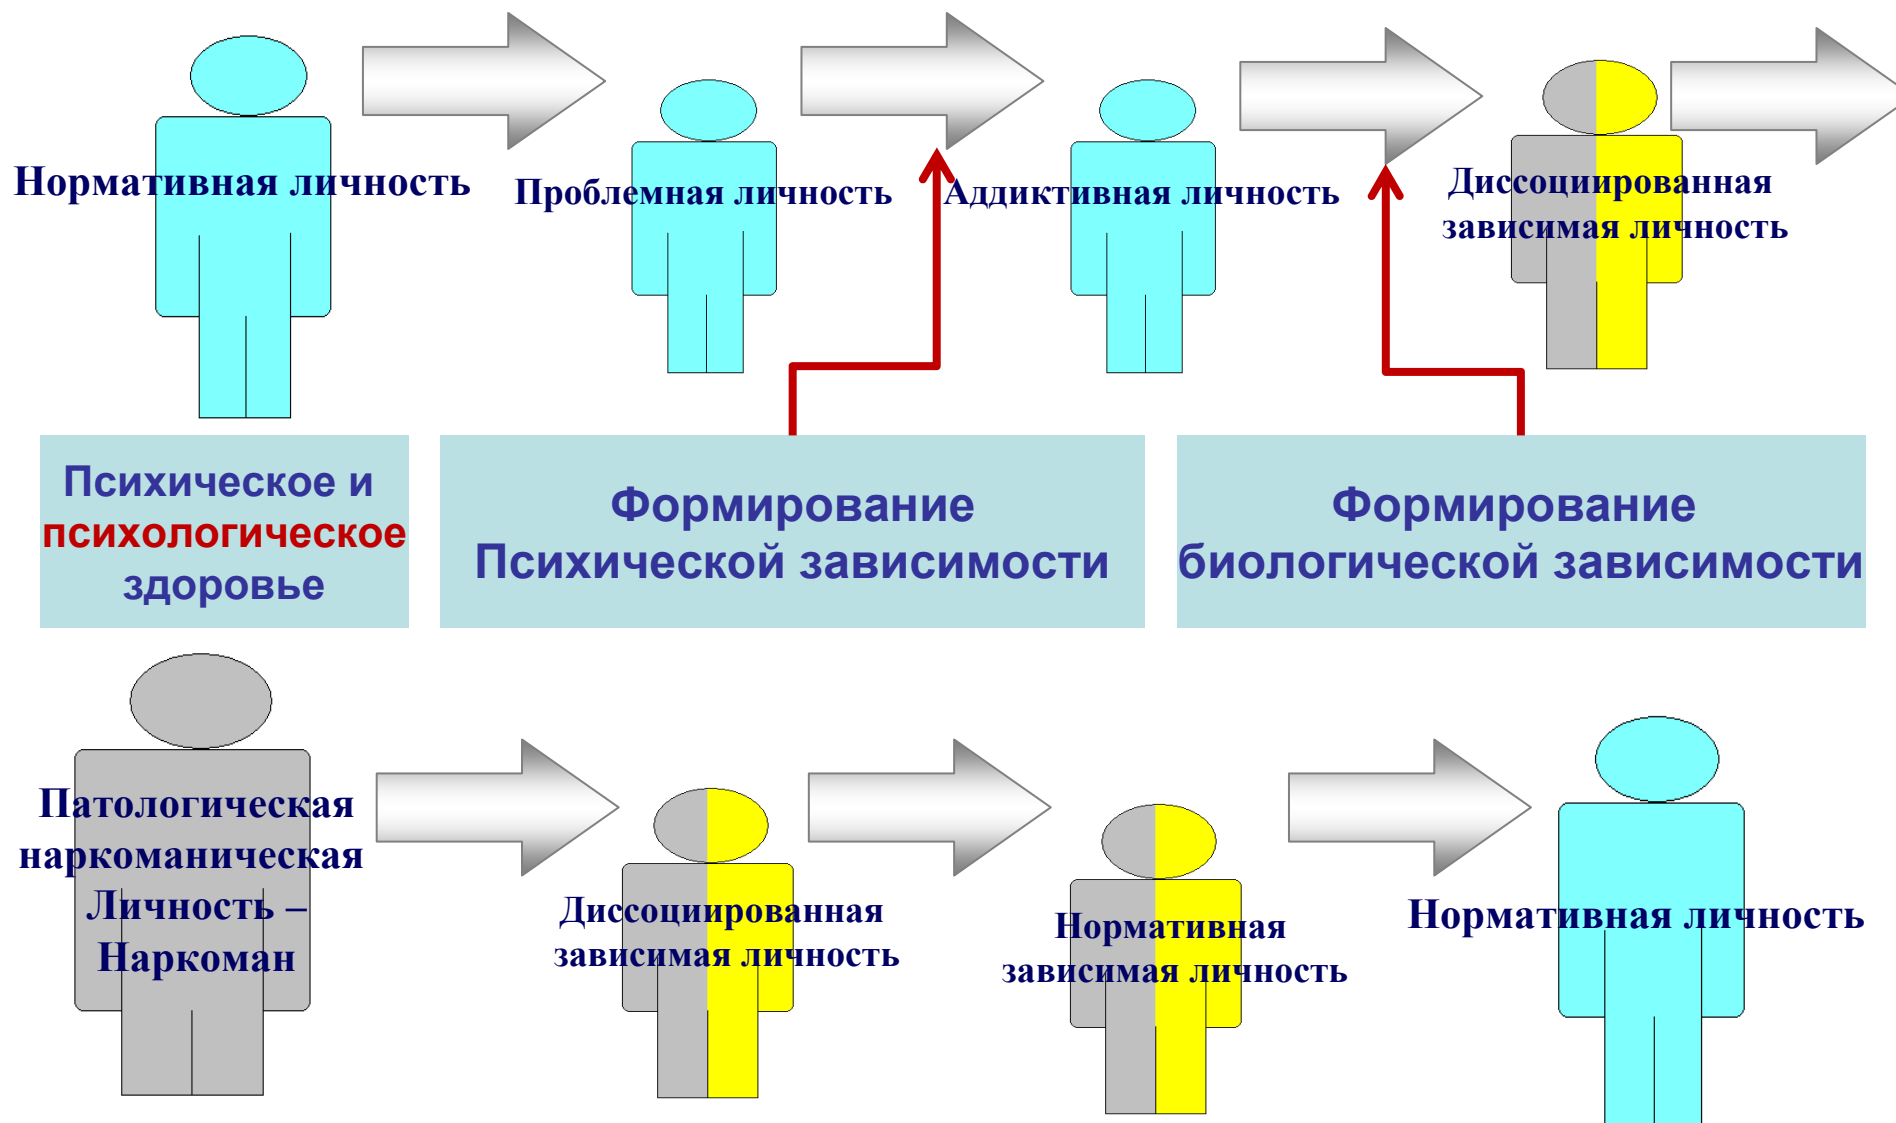 Нормативная личность
Проблемная личность
Аддиктивная личность
Диссоциированная
зависимая личность
Психическое и
психологическое
здоровье
Формирование
Психической зависимости
Формирование
биологической зависимости
Патологическая
наркоманическая
Личность –
Наркоман
Диссоциированная
зависимая личность
Нормативная
зависимая личность
Нормативная личность